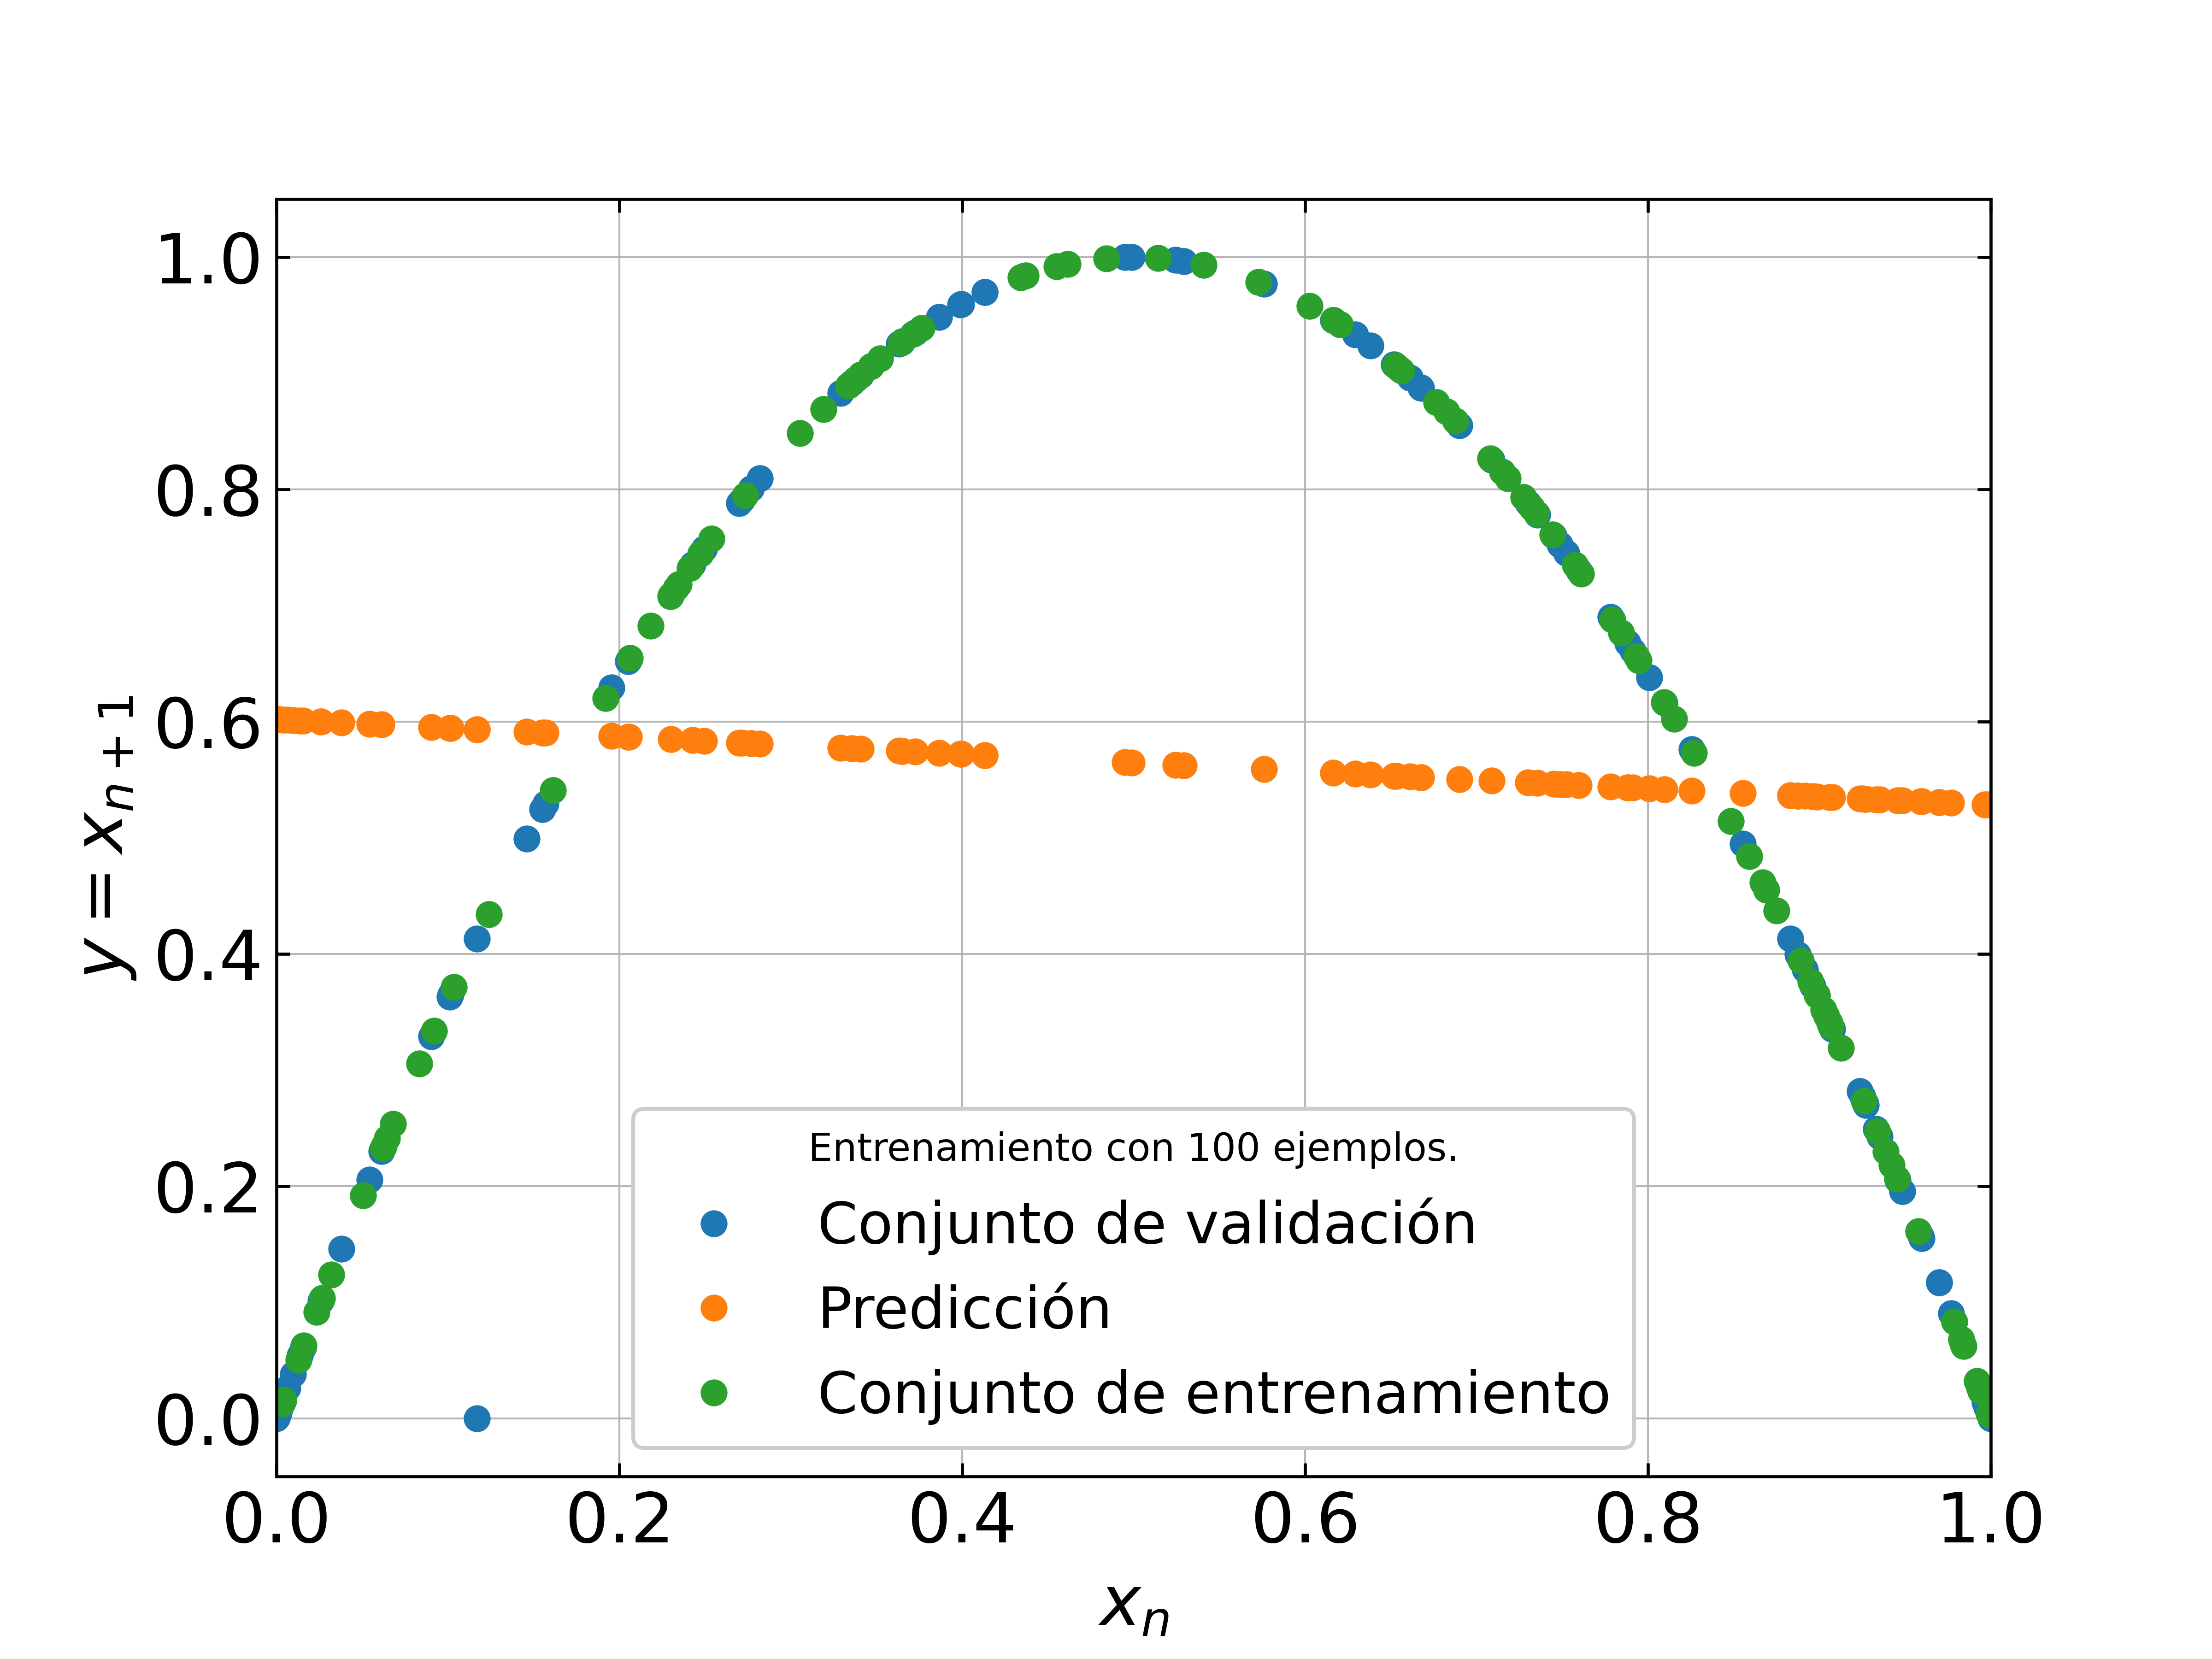 1.0
0.8
0.6
0.4
0.2
0.0
y = x_{n+1}
Entrenamiento con 100 ejemplos.
Conjunto de validación
Predicción
Conjunto de entrenamiento
0.0 0.2 0.4 0.6 0.8 1.0
x_n